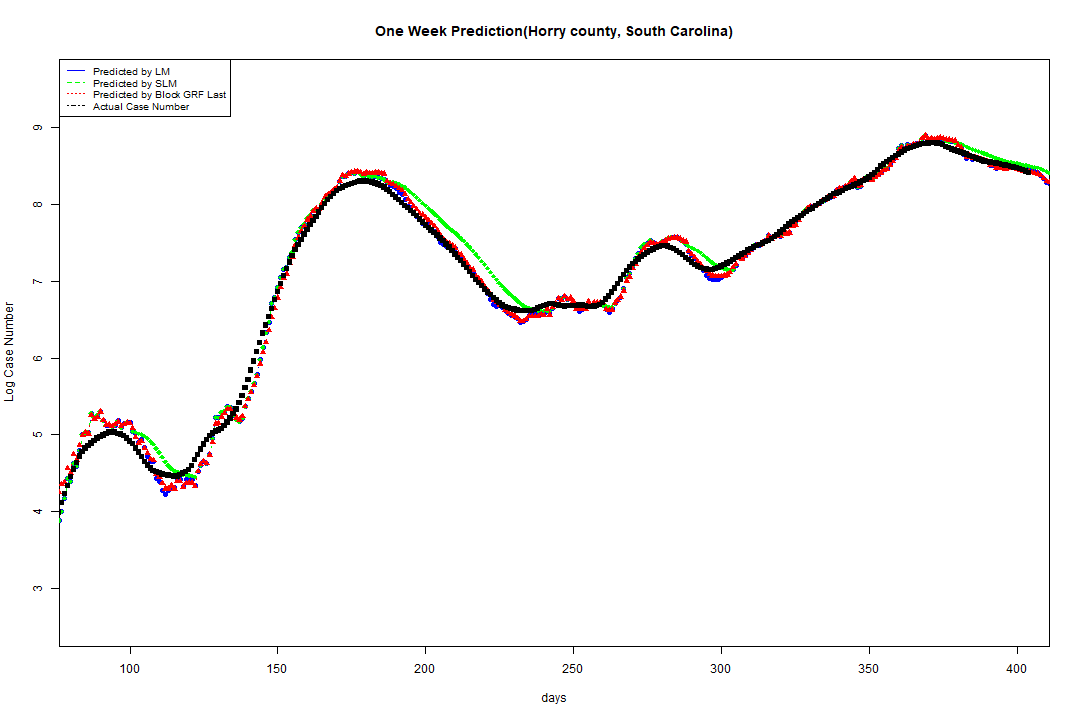 One Week Prediction(Horry county, South Carolina)
Predicted by LM
Predicted by SLM
Predicted by Block GRF Last
Actual Case Number
9
8
7
6
5
4
3
Log Case Number
100 150 200 250 300 350 400
days